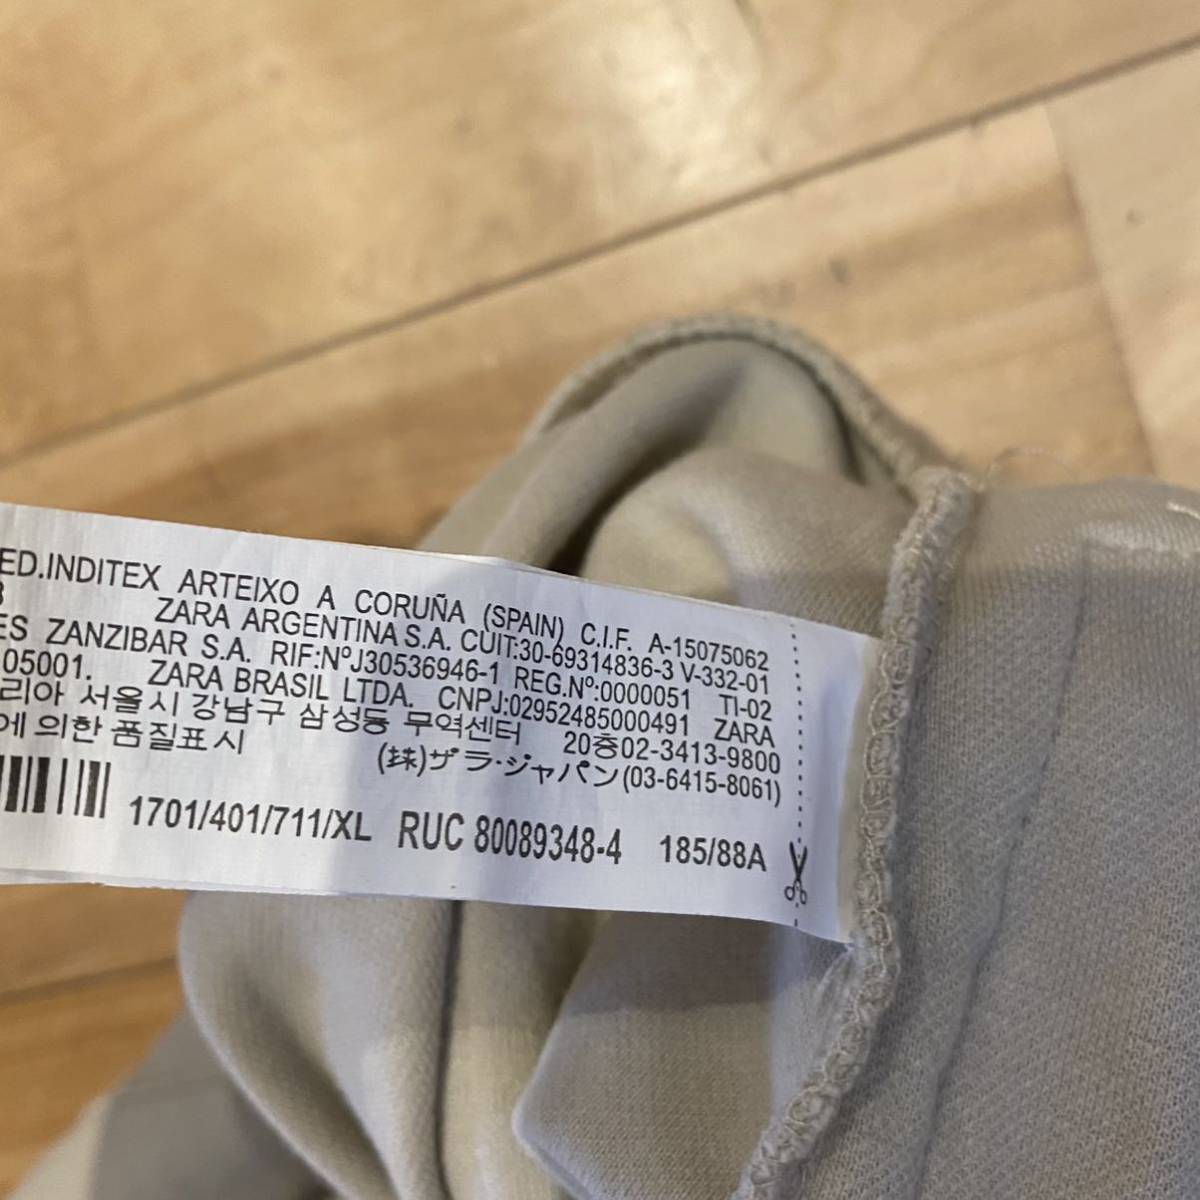 ED.INDITEX ARTEIXO A CORUÑA (SPAIN) C.I.F. A-15075062
ZARA ARGENTINA S.A. CUIT:30-69314836-3 V-332-01
ES ZANZIBAR S.A. RIF:NºJ30536946-1 REG.Nº:0000051 TI-02
05001. ZARA BRASIL LTDA. CNPJ:02952485000491 ZARA
리아 서울시 강남구 삼성동 무역센터 20층02-3413-9800
에 의한 품질표시 (株)ザラ・ジャパン(03-6415-8061)
1701/401/711/XL RUC 80089348-4 185/88A